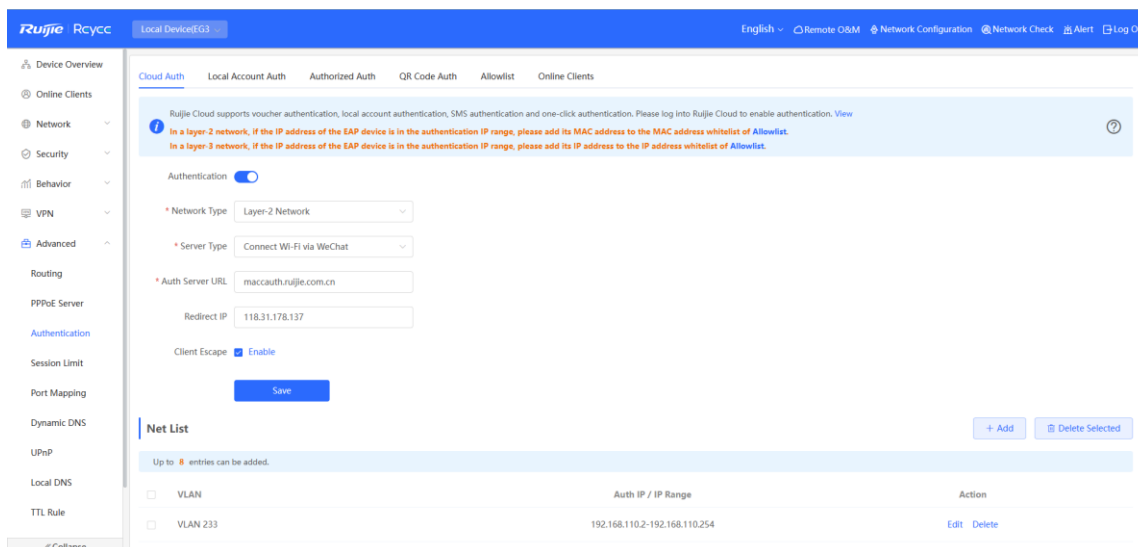 Ruijie Rcycc Local Device(EG3 English Remote O&M Network Configuration Network Check Alert Log O
Device Overview
Online Clients
Network
Security
Behavior
VPN
Advanced
Routing
PPPoE Server
Authentication
Session Limit
Port Mapping
Dynamic DNS
UPnP
Local DNS
TTL Rule
Collapse
Cloud Auth Local Account Auth Authorized Auth QR Code Auth Allowlist Online Clients
Ruijie Cloud supports voucher authentication, local account authentication, SMS authentication and one-click authentication. Please log into Ruijie Cloud to enable authentication. View
In a layer-2 network, if the IP address of the EAP device is in the authentication IP range, please add its MAC address to the MAC address whitelist of Allowlist.
In a layer-3 network, if the IP address of the EAP device is in the authentication IP range, please add its IP address to the IP address whitelist of Allowlist.
Authentication
* Network Type Layer-2 Network
* Server Type Connect Wi-Fi via WeChat
* Auth Server URL maccauth.ruijie.com.cn
Redirect IP 118.31.178.137
Client Escape Enable
Save
Net List + Add Delete Selected
Up to 8 entries can be added.
VLAN Auth IP / IP Range Action
VLAN 233 192.168.110.2-192.168.110.254 Edit Delete